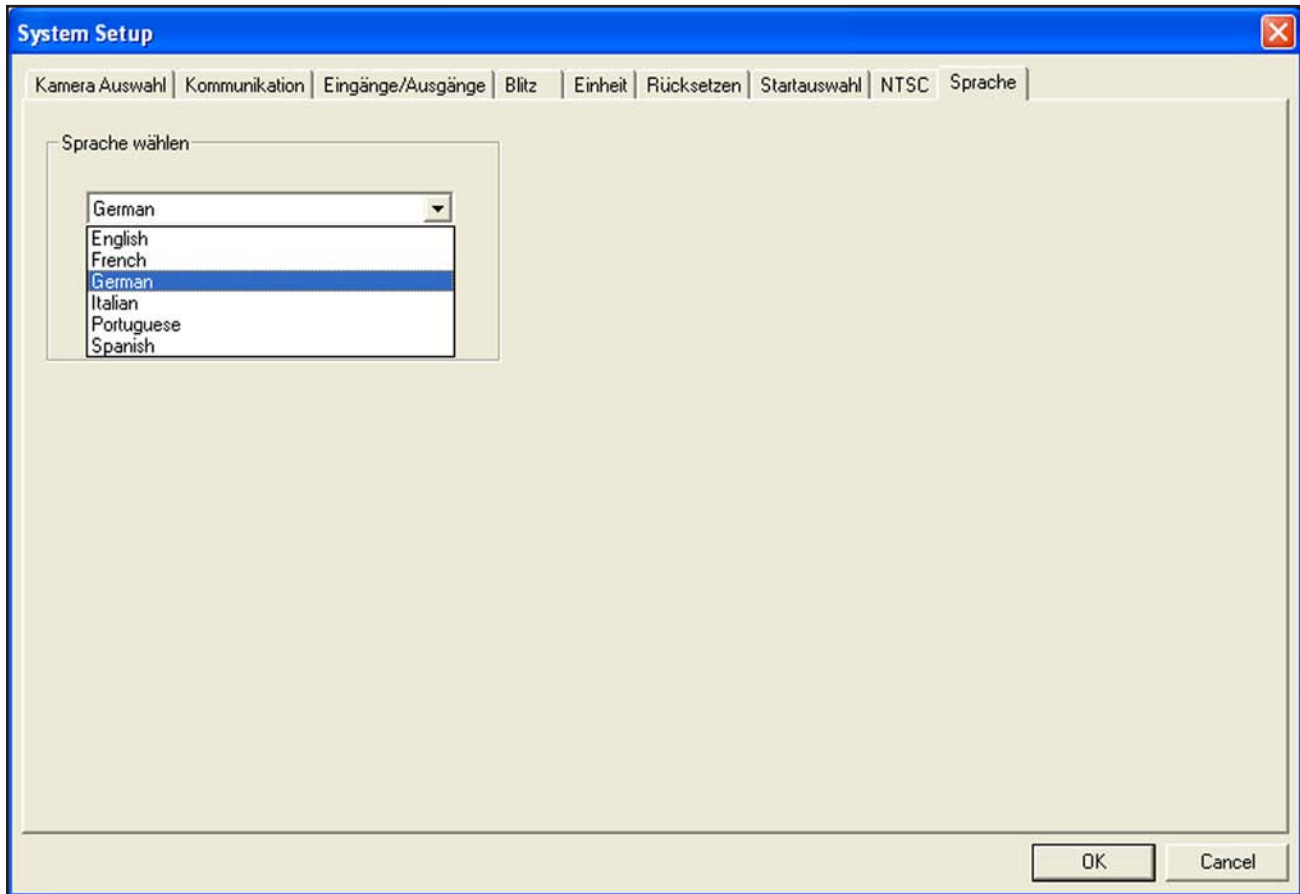 System Setup
Kamera Auswahl Kommunikation Eingänge/Ausgänge Blitz Einheit Rücksetzen Startauswahl NTSC Sprache
Sprache wählen
German
English
French
German
Italian
Portuguese
Spanish
OK Cancel